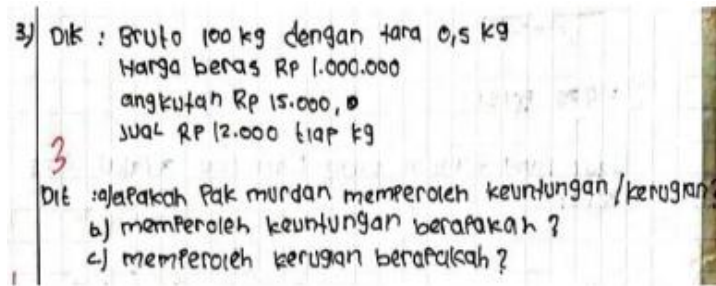 3) Dik : Bruto 100 kg dengan tara 0,5 kg
Harga beras Rp 1.000.000
angkutan Rp 15.000,
Jual Rp 12.000 tiap kg
3
Dit : a) apakah Pak murdan memperoleh keuntungan / kerugian?
b) memperoleh keuntungan berapakah ?
c) memperoleh kerugian berapakah ?